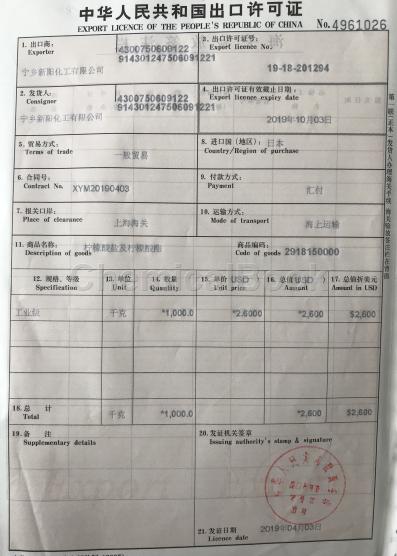 中华人民共和国出口许可证
EXPORT LICENCE OF THE PEOPLE'S REPUBLIC OF CHINA No. 4961026
1. 出口商:
Exporter
4300750609122
91430124750609122​1
宁乡新阳化工有限公司
3. 出口许可证号:
Export licence No.
19-18-201294
2. 发货人:
Consignor
4300750609122
914301247506091221
宁乡新阳化工有限公司
4. 出口许可证有效截止日期:
Export licence expiry date
2019年10月03日
5. 贸易方式:
Terms of trade
一般贸易
8. 进口国(地区): 日本
Country/Region of purchase
6. 合同号:
Contract No. XYM20190403
9. 付款方式:
Payment
汇付
7. 报关口岸:
Place of clearance
上海海关
10. 运输方式:
Mode of transport
海上运输
11. 商品名称:
Description of goods
柠檬酸盐及柠檬酸酯
商品编码:
Code of goods 2918150000
12. 规格、等级
Specification
13. 单位
Unit
14. 数量
Quantity
15. 单价 USD
Unit price
16. 总值 USD
Amount
17. 总值折美元
Amount in USD
工业级 千克 *1,000.0 *2.6000 *2,600 $2,600
18. 总 计
Total
千克 *1,000.0 *2,600 $2,600
19. 备 注
Supplementary details
20. 发证机关签章
Issuing authority's stamp & signature
21. 发证日期
Licence date
2019年04月03日